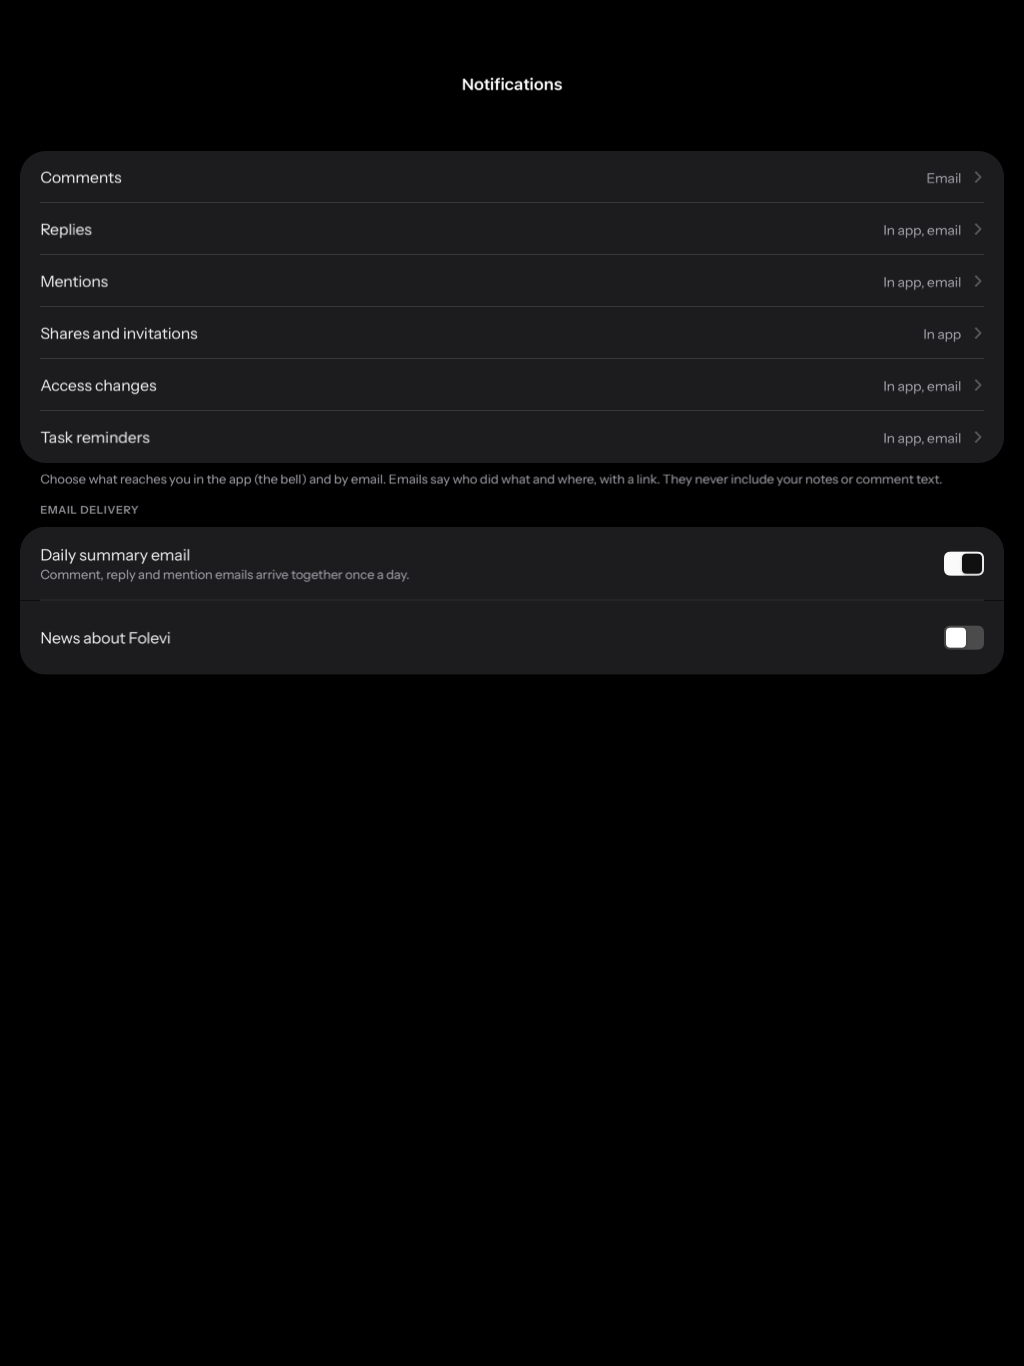 Notifications
Comments Email
Replies In app, email
Mentions In app, email
Shares and invitations In app
Access changes In app, email
Task reminders In app, email
Choose what reaches you in the app (the bell) and by email. Emails say who did what and where, with a link. They never include your notes or comment text.
EMAIL DELIVERY
Daily summary email
Comment, reply and mention emails arrive together once a day.
News about Folevi